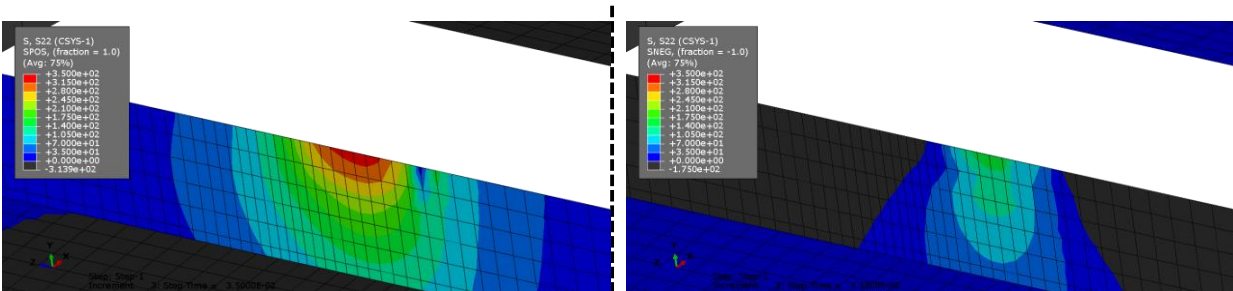 S, S22 (CSYS-1)
SPOS, (fraction = 1.0)
(Avg: 75%)
+3.500e+02
+3.150e+02
+2.800e+02
+2.450e+02
+2.100e+02
+1.750e+02
+1.400e+02
+1.050e+02
+7.000e+01
+3.500e+01
+0.000e+00
-3.139e+02
Y
Z X
Step: Step-1
Increment
Step Time =
S, S22 (CSYS-1)
SNEG, (fraction = -1.0)
(Avg: 75%)
+3.500e+02
+3.150e+02
+2.800e+02
+2.450e+02
+2.100e+02
+1.750e+02
+1.400e+02
+1.050e+02
+7.000e+01
+3.500e+01
+0.000e+00
-1.750e+02
Y
Z X
Increment